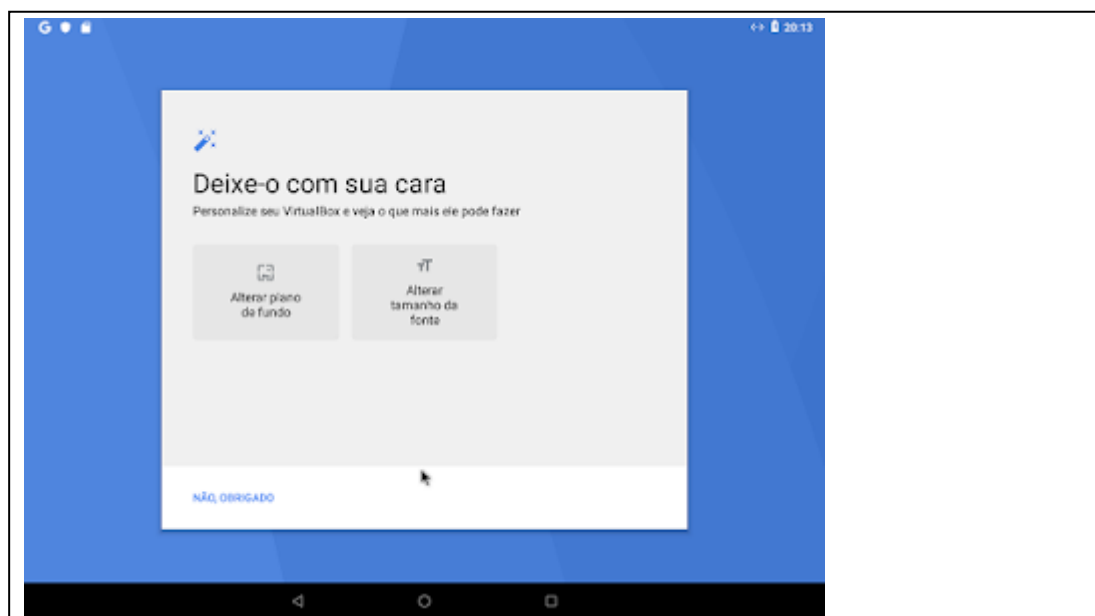 G
20:13
Deixe-o com sua cara
Personalize seu VirtualBox e veja o que mais ele pode fazer
Alterar plano
de fundo
Alterar
tamanho da
fonte
NÃO, OBRIGADO